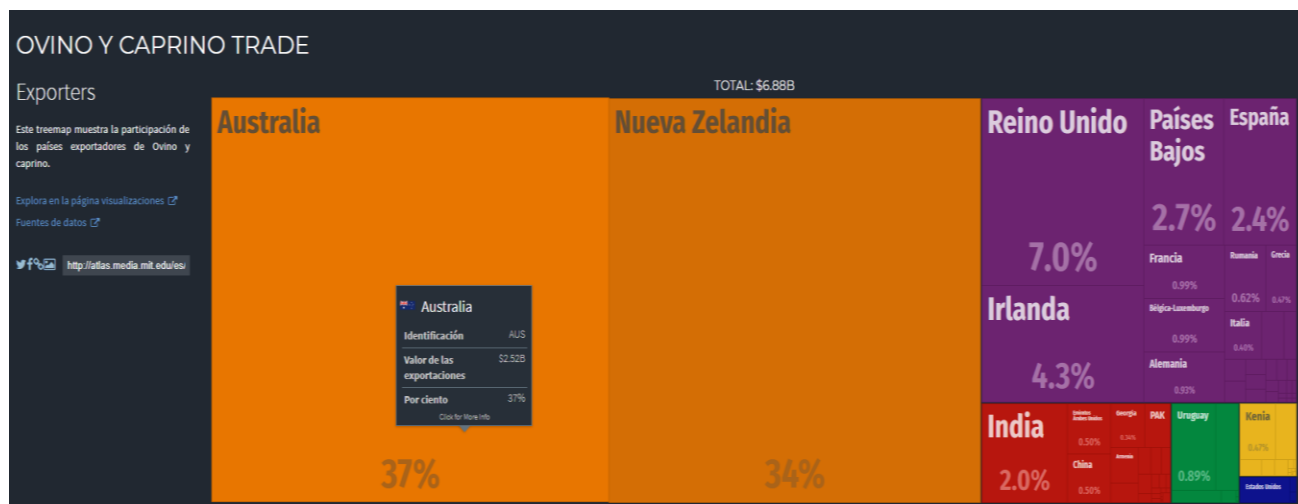 OVINO Y CAPRINO TRADE
Exporters
TOTAL: $6.88B
Este treemap muestra la participación de
los países exportadores de Ovino y
caprino.
Explora en la página visualizaciones
Fuentes de datos
http://atlas.media.mit.edu/es/
Australia
37%
Australia
Identificación AUS
Valor de las $2.52B
exportaciones
Por ciento 37%
Click for More Info
Nueva Zelandia
34%
Reino Unido
7.0%
Irlanda
4.3%
Países
Bajos
2.7%
España
2.4%
Francia
0.99%
Bélgica-Luxemburgo
0.99%
Alemania
0.93%
Rumania
0.62%
Grecia
0.47%
Italia
0.40%
India
2.0%
Emiratos
Árabes Unidos
0.50%
China
0.50%
Georgia
0.34%
Armenia
PAK
Uruguay
0.89%
Kenia
0.47%
Estados Unidos